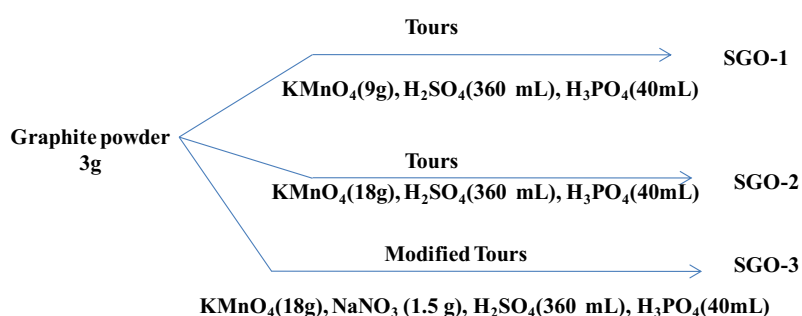 Tours
SGO-1
KMnO₄(9g), H₂SO₄(360 mL), H₃PO₄(40mL)
Graphite powder
3g
Tours
SGO-2
KMnO₄(18g), H₂SO₄(360 mL), H₃PO₄(40mL)
Modified Tours
SGO-3
KMnO₄(18g), NaNO₃ (1.5 g), H₂SO₄(360 mL), H₃PO₄(40mL)